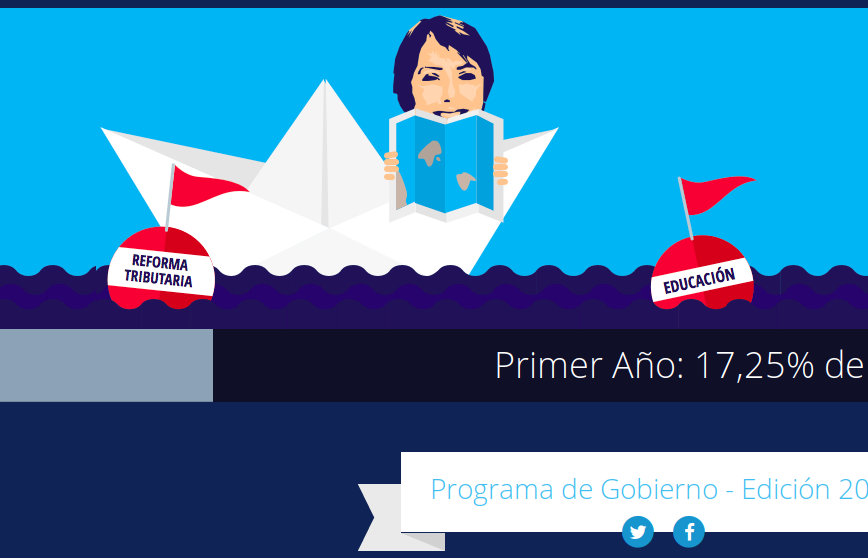 REFORMA
TRIBUTARIA
EDUCACIÓN
Primer Año: 17,25% de
Programa de Gobierno - Edición 20